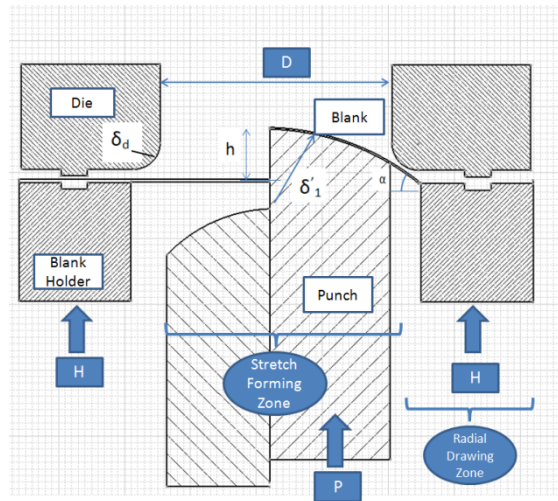 D
Die
Blank
δd
h
δ′1
α
Blank
Holder
Punch
H
Stretch
Forming
Zone
H
Radial
Drawing
Zone
P